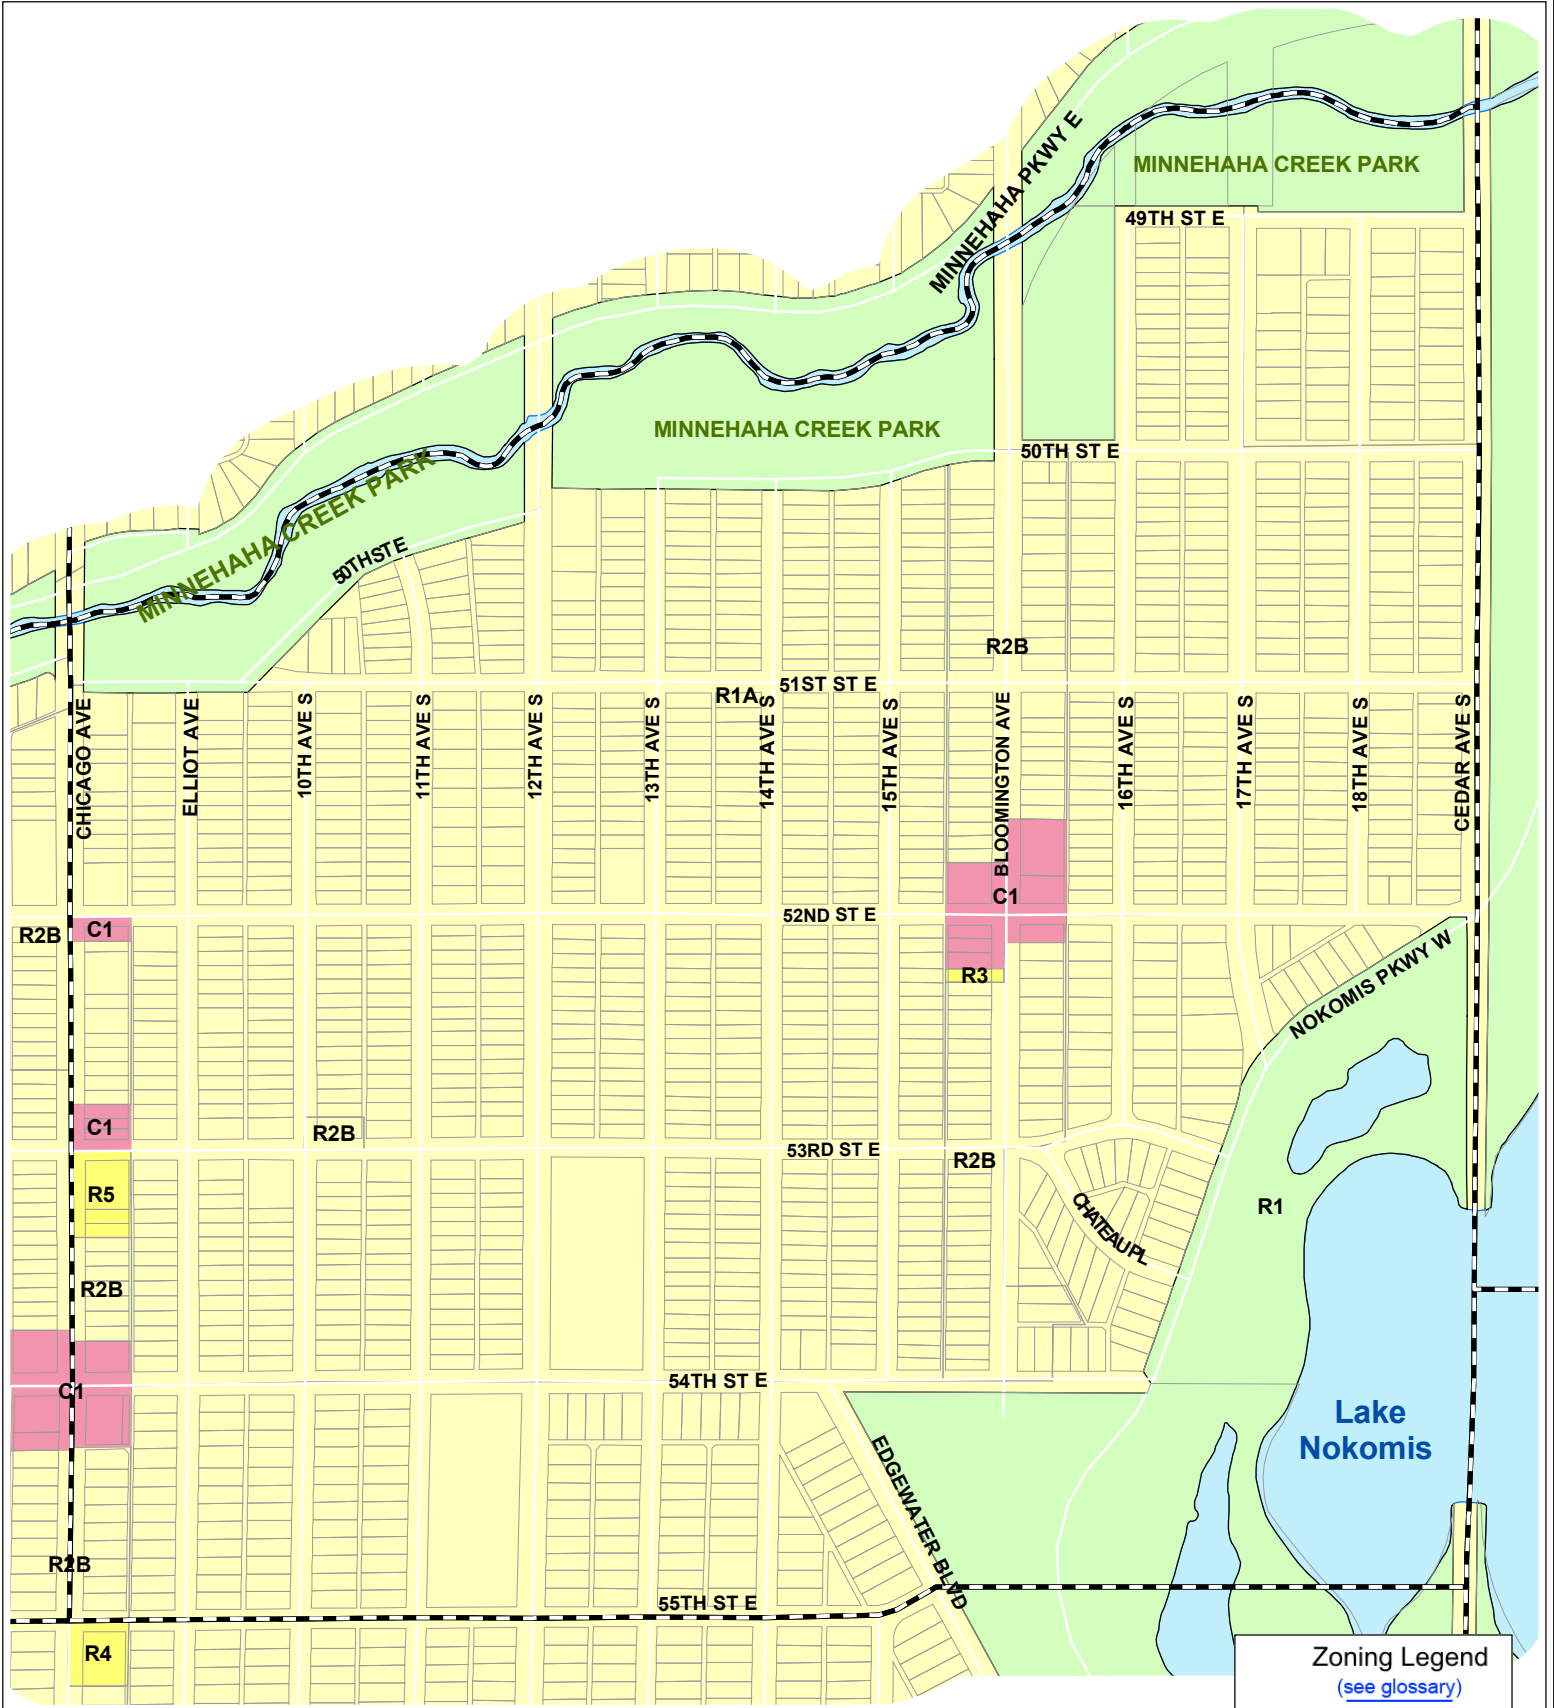 MINNEHAHA PKWY E
MINNEHAHA CREEK PARK
49TH ST E
MINNEHAHA CREEK PARK
50TH ST E
MINNEHAHA CREEK PARK
50TH ST E
R2B
51ST ST E
R1A
CHICAGO AVE
ELLIOT AVE
10TH AVE S
11TH AVE S
12TH AVE S
13TH AVE S
14TH AVE S
15TH AVE S
BLOOMINGTON AVE
16TH AVE S
17TH AVE S
18TH AVE S
CEDAR AVE S
C1
52ND ST E
R2B
C1
R3
NOKOMIS PKWY W
C1
R2B
53RD ST E
R2B
R5
R1
CHATEAU PL
R2B
54TH ST E
C1
Lake
Nokomis
EDGEWATER BLVD
R2B
55TH ST E
R4
Zoning Legend
(see glossary)